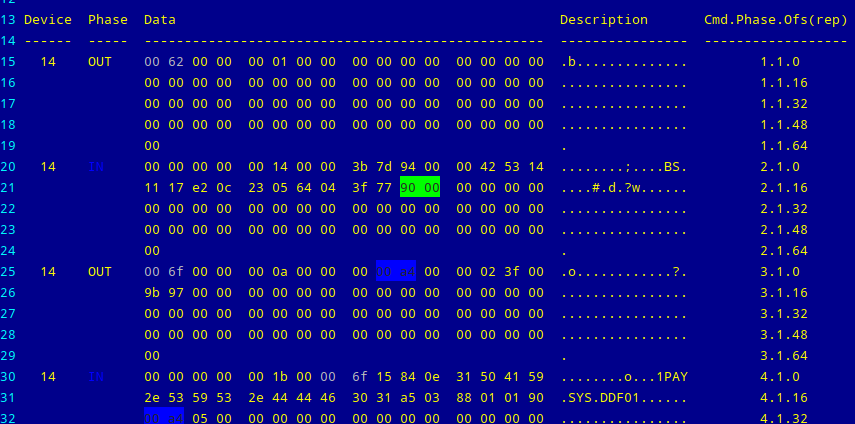 13 Device Phase Data Description Cmd.Phase.Ofs(rep)
14 ------ ----- -------------------------------------------------- ---------------- ------------------
15 14 OUT 00 62 00 00 00 01 00 00 00 00 00 00 00 00 00 00 .b.............. 1.1.0
16 00 00 00 00 00 00 00 00 00 00 00 00 00 00 00 00 ................ 1.1.16
17 00 00 00 00 00 00 00 00 00 00 00 00 00 00 00 00 ................ 1.1.32
18 00 00 00 00 00 00 00 00 00 00 00 00 00 00 00 00 ................ 1.1.48
19 00 . 1.1.64
20 14 IN 00 00 00 00 00 14 00 00 3b 7d 94 00 00 42 53 14 ........;....BS. 2.1.0
21 11 17 e2 0c 23 05 64 04 3f 77 90 00 00 00 00 00 ....#.d.?w...... 2.1.16
22 00 00 00 00 00 00 00 00 00 00 00 00 00 00 00 00 ................ 2.1.32
23 00 00 00 00 00 00 00 00 00 00 00 00 00 00 00 00 ................ 2.1.48
24 00 . 2.1.64
25 14 OUT 00 6f 00 00 00 0a 00 00 00 00 a4 00 00 02 3f 00 .o............?. 3.1.0
26 9b 97 00 00 00 00 00 00 00 00 00 00 00 00 00 00 ................ 3.1.16
27 00 00 00 00 00 00 00 00 00 00 00 00 00 00 00 00 ................ 3.1.32
28 00 00 00 00 00 00 00 00 00 00 00 00 00 00 00 00 ................ 3.1.48
29 00 . 3.1.64
30 14 IN 00 00 00 00 00 1b 00 00 6f 15 84 0e 31 50 41 59 ........o...1PAY 4.1.0
31 2e 53 59 53 2e 44 44 46 30 31 a5 03 88 01 01 90 .SYS.DDF01...... 4.1.16
32 05 00 00 00 00 00 00 00 00 00 00 00 00 00 ................ 4.1.32